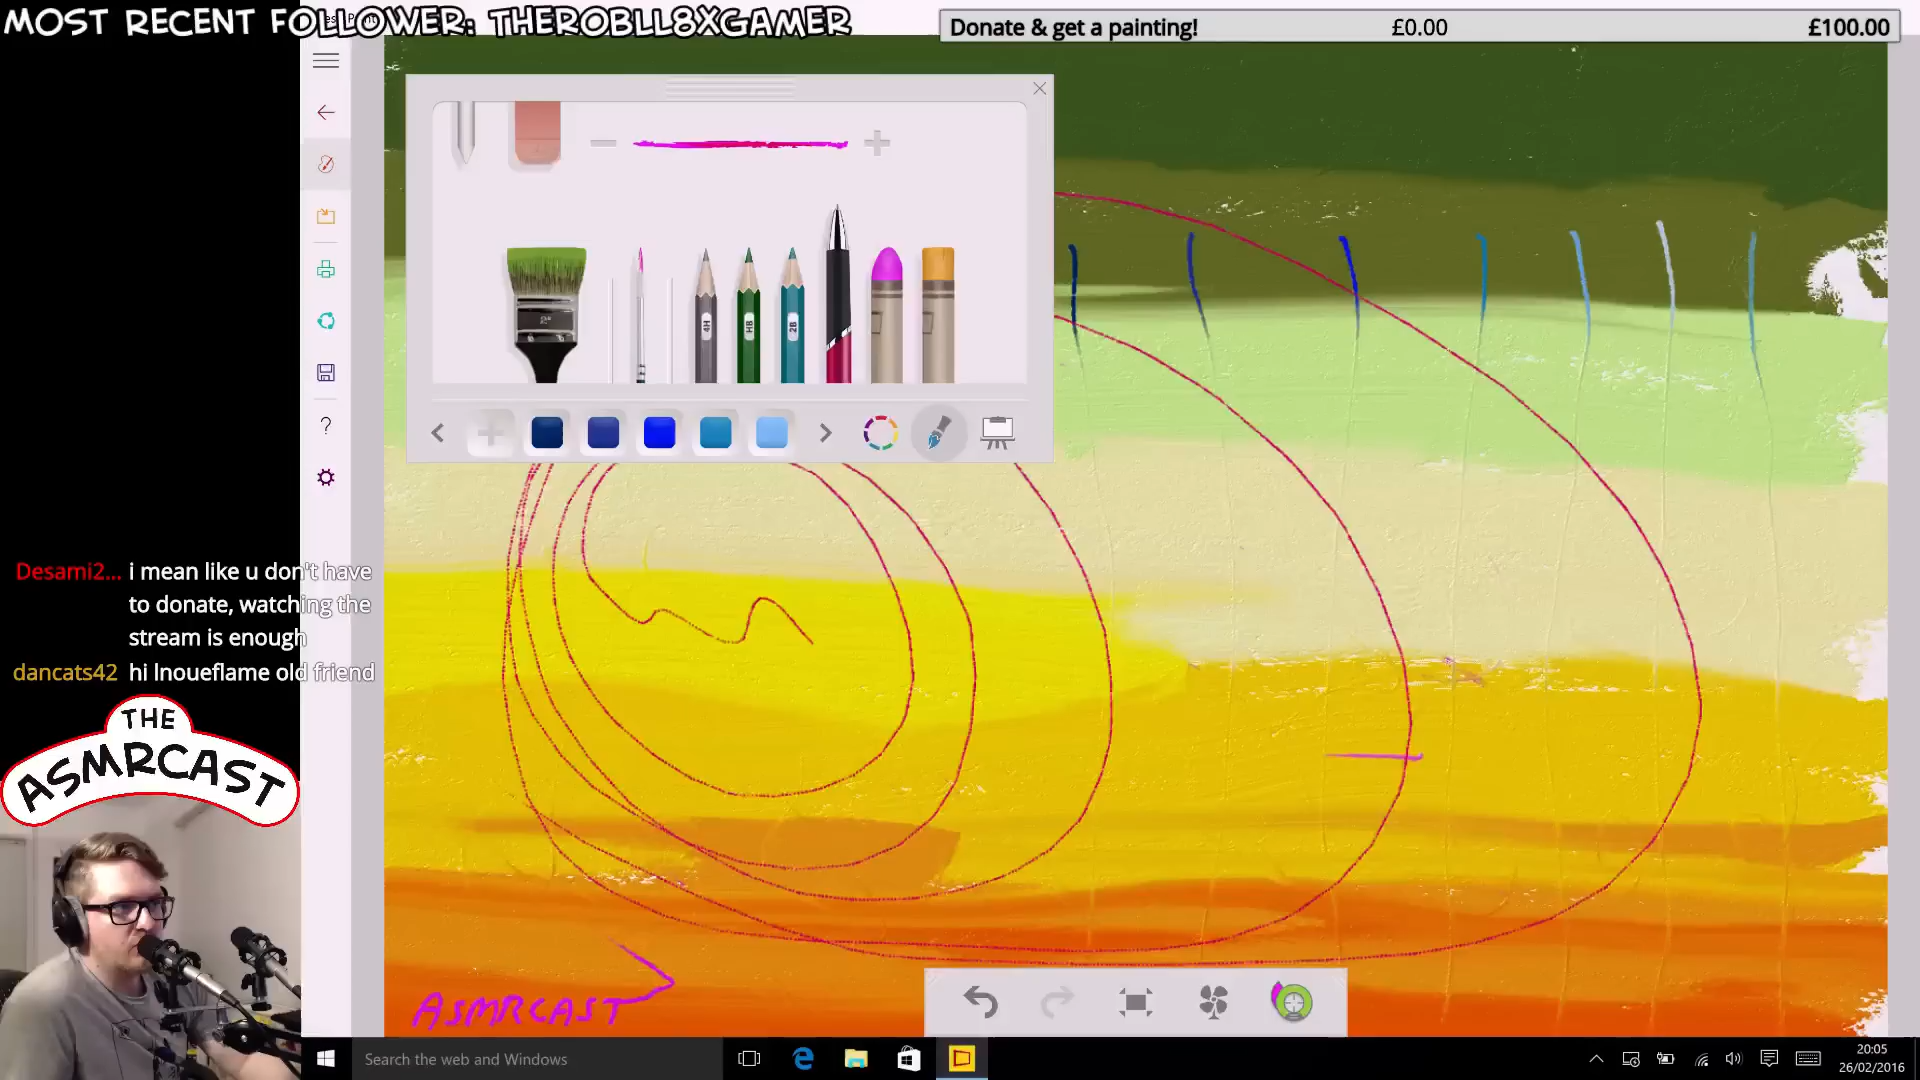 MOST RECENT FOLLOWER: THEROBLL8XGAMER
Donate & get a painting! £0.00 £100.00
2"
4H
HB
2B
Desami2... i mean like u don't have
to donate, watching the
stream is enough
dancats42 hi Inoueflame old friend
THE
ASMRCAST
ASMRCAST
Search the web and Windows
20:05
26/02/2016